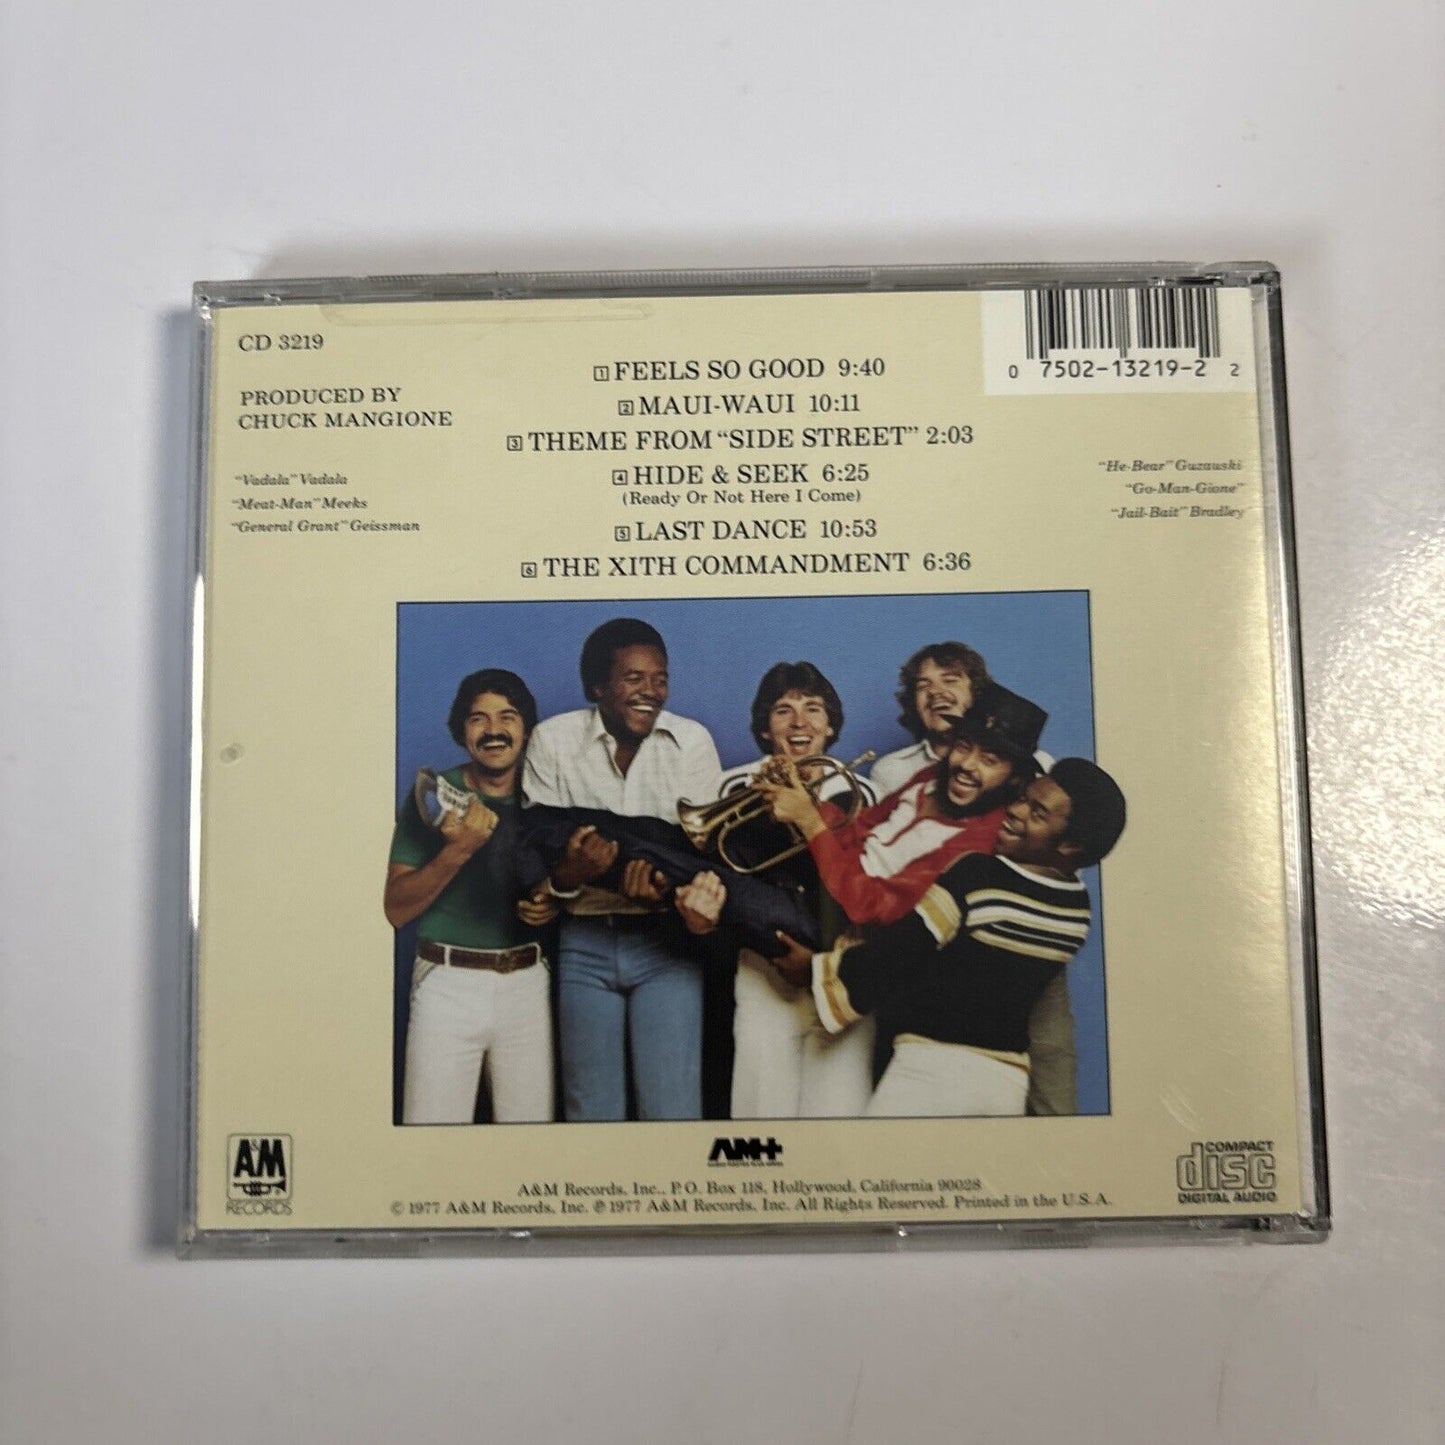 CD 3219
PRODUCED BY
CHUCK MANGIONE
"Vadala" Vadala
"Meat-Man" Meeks
"General Grant" Geissman
1 FEELS SO GOOD 9:40
2 MAUI-WAUI 10:11
3 THEME FROM "SIDE STREET" 2:03
4 HIDE & SEEK 6:25
(Ready Or Not Here I Come)
5 LAST DANCE 10:53
6 THE XITH COMMANDMENT 6:36
0 7502-13219-2 2
"He-Bear" Guzauski
"Go-Man-Gione"
"Jail-Bait" Bradley
A&M
RECORDS
AM+
COMPACT
disc
DIGITAL AUDIO
A&M Records, Inc., P.O. Box 118, Hollywood, California 90028
© 1977 A&M Records, Inc. ℗ 1977 A&M Records, Inc. All Rights Reserved. Printed in the U.S.A.